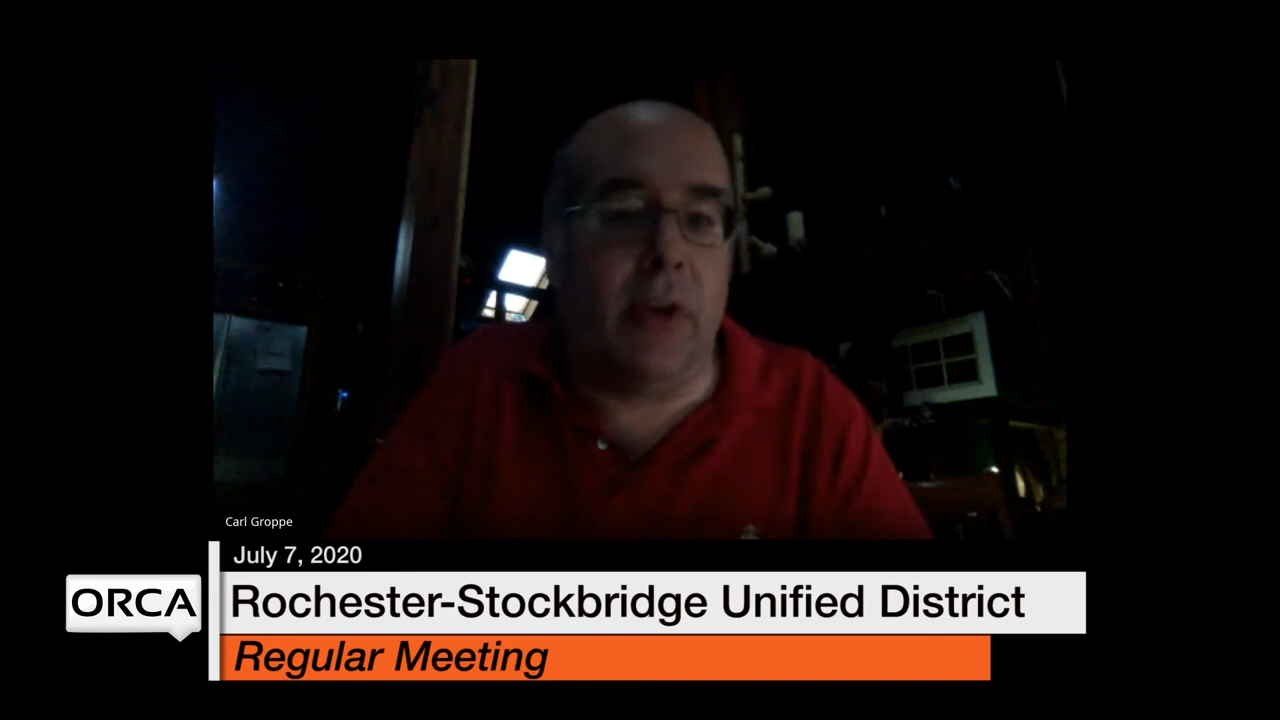 Carl Groppe
July 7, 2020
ORCA
Rochester-Stockbridge Unified District
Regular Meeting